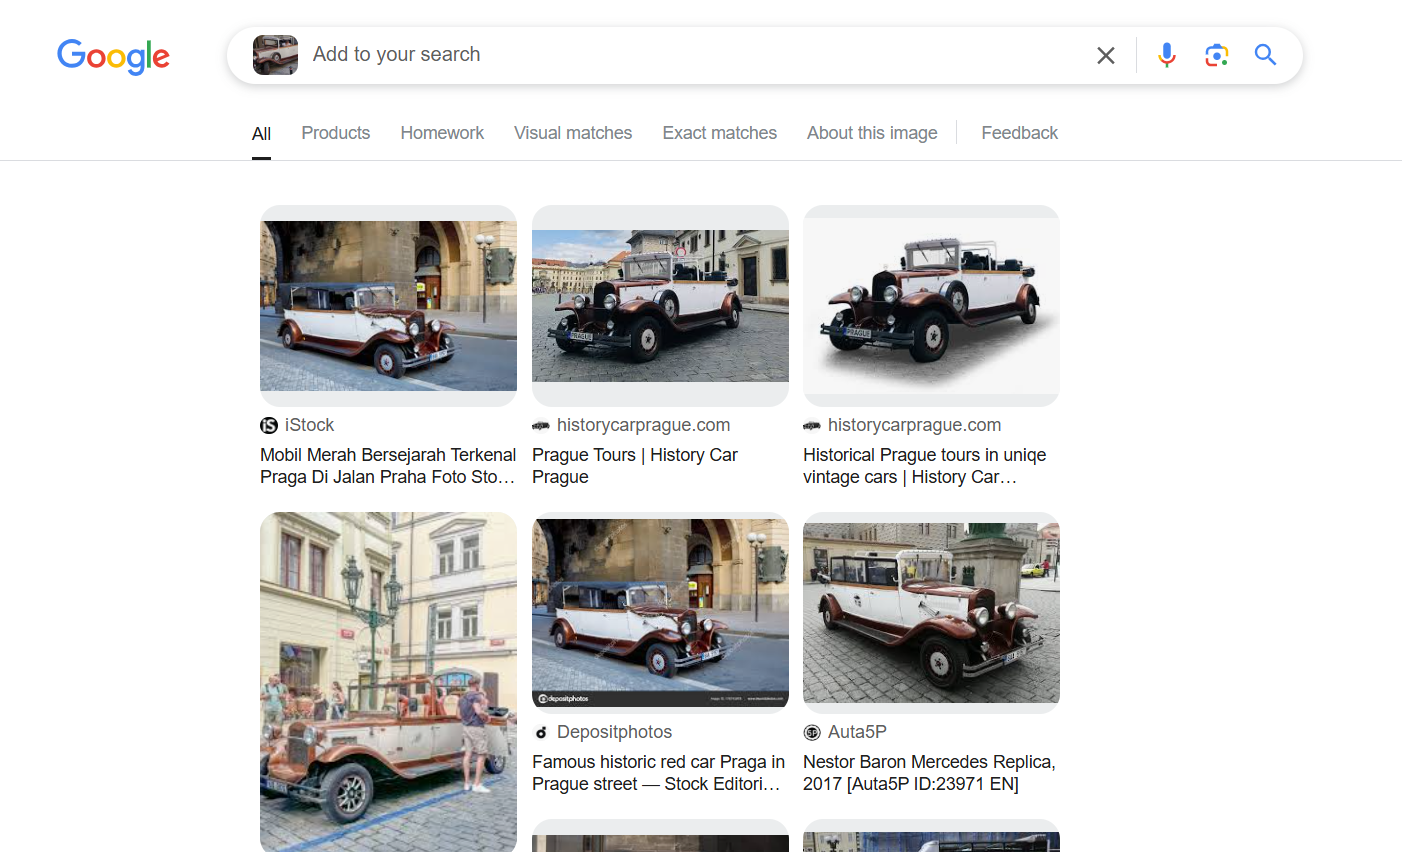 Google
Add to your search
All
Products
Homework
Visual matches
Exact matches
About this image
Feedback
iS
iStock
Mobil Merah Bersejarah Terkenal
Praga Di Jalan Praha Foto Sto...
PRAGUE
historycarprague.com
Prague Tours | History Car
Prague
PRAGUE
historycarprague.com
Historical Prague tours in uniqe
vintage cars | History Car...
depositphotos
Depositphotos
Famous historic red car Praga in
Prague street — Stock Editori...
5P
Auta5P
Nestor Baron Mercedes Replica,
2017 [Auta5P ID:23971 EN]